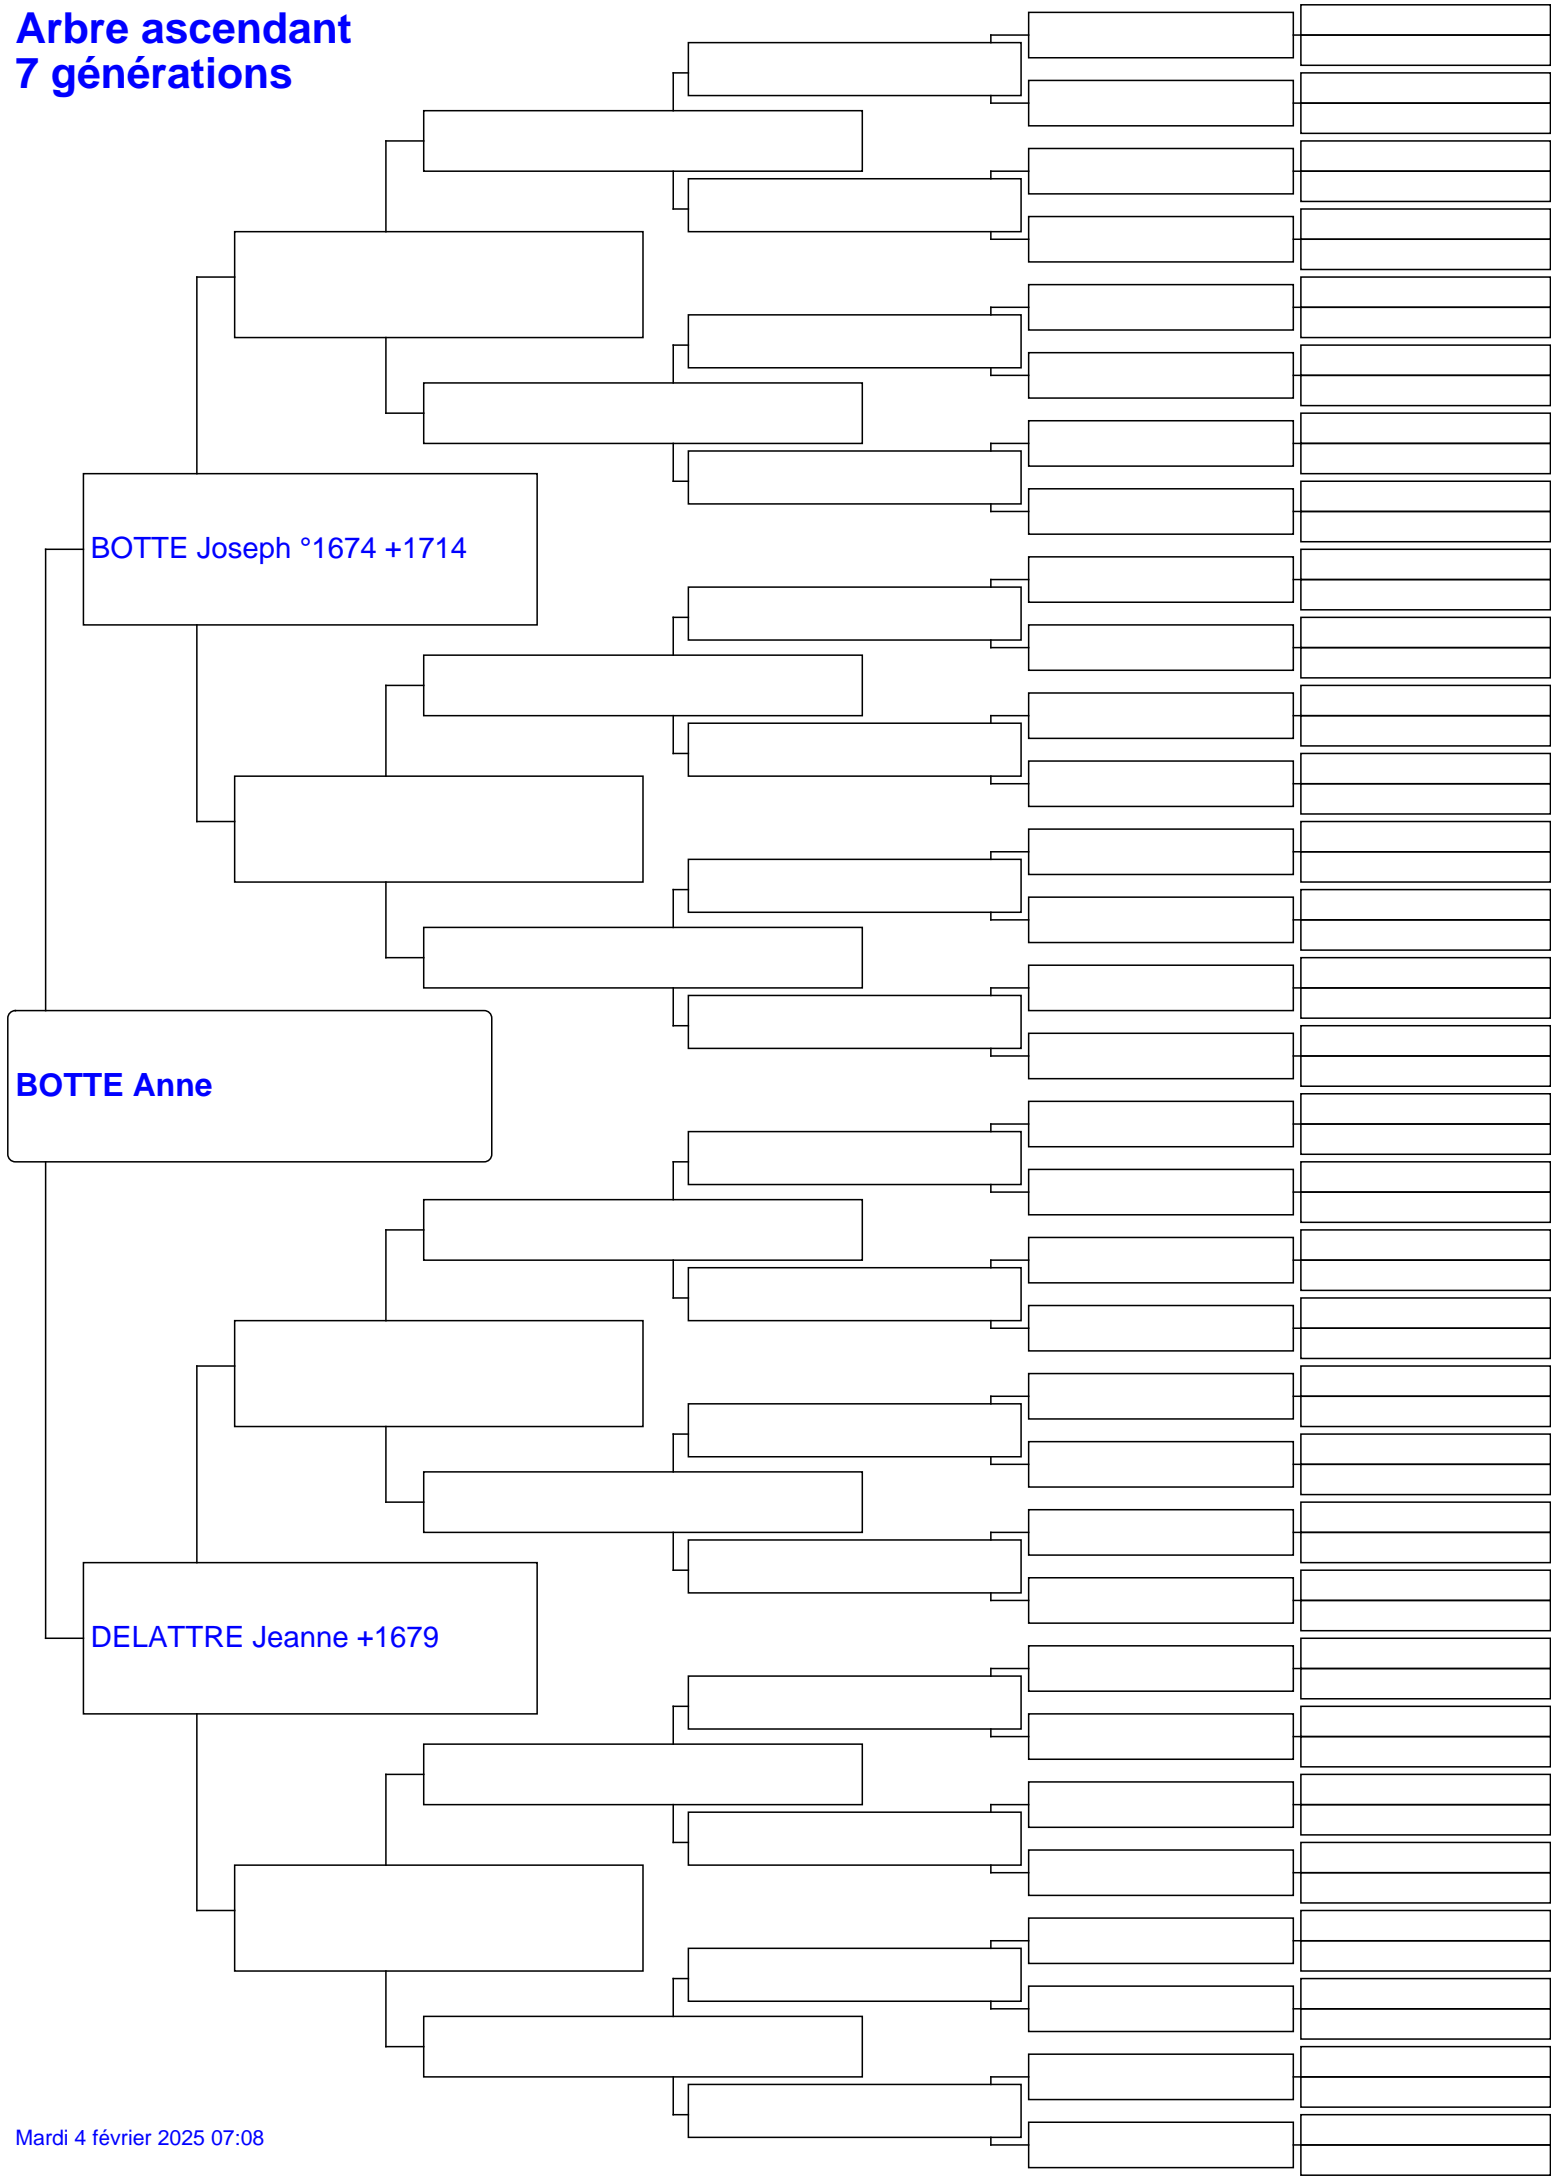 Arbre ascendant
7 générations
BOTTE Joseph °1674 +1714
BOTTE Anne
DELATTRE Jeanne +1679
Mardi 4 février 2025 07:08